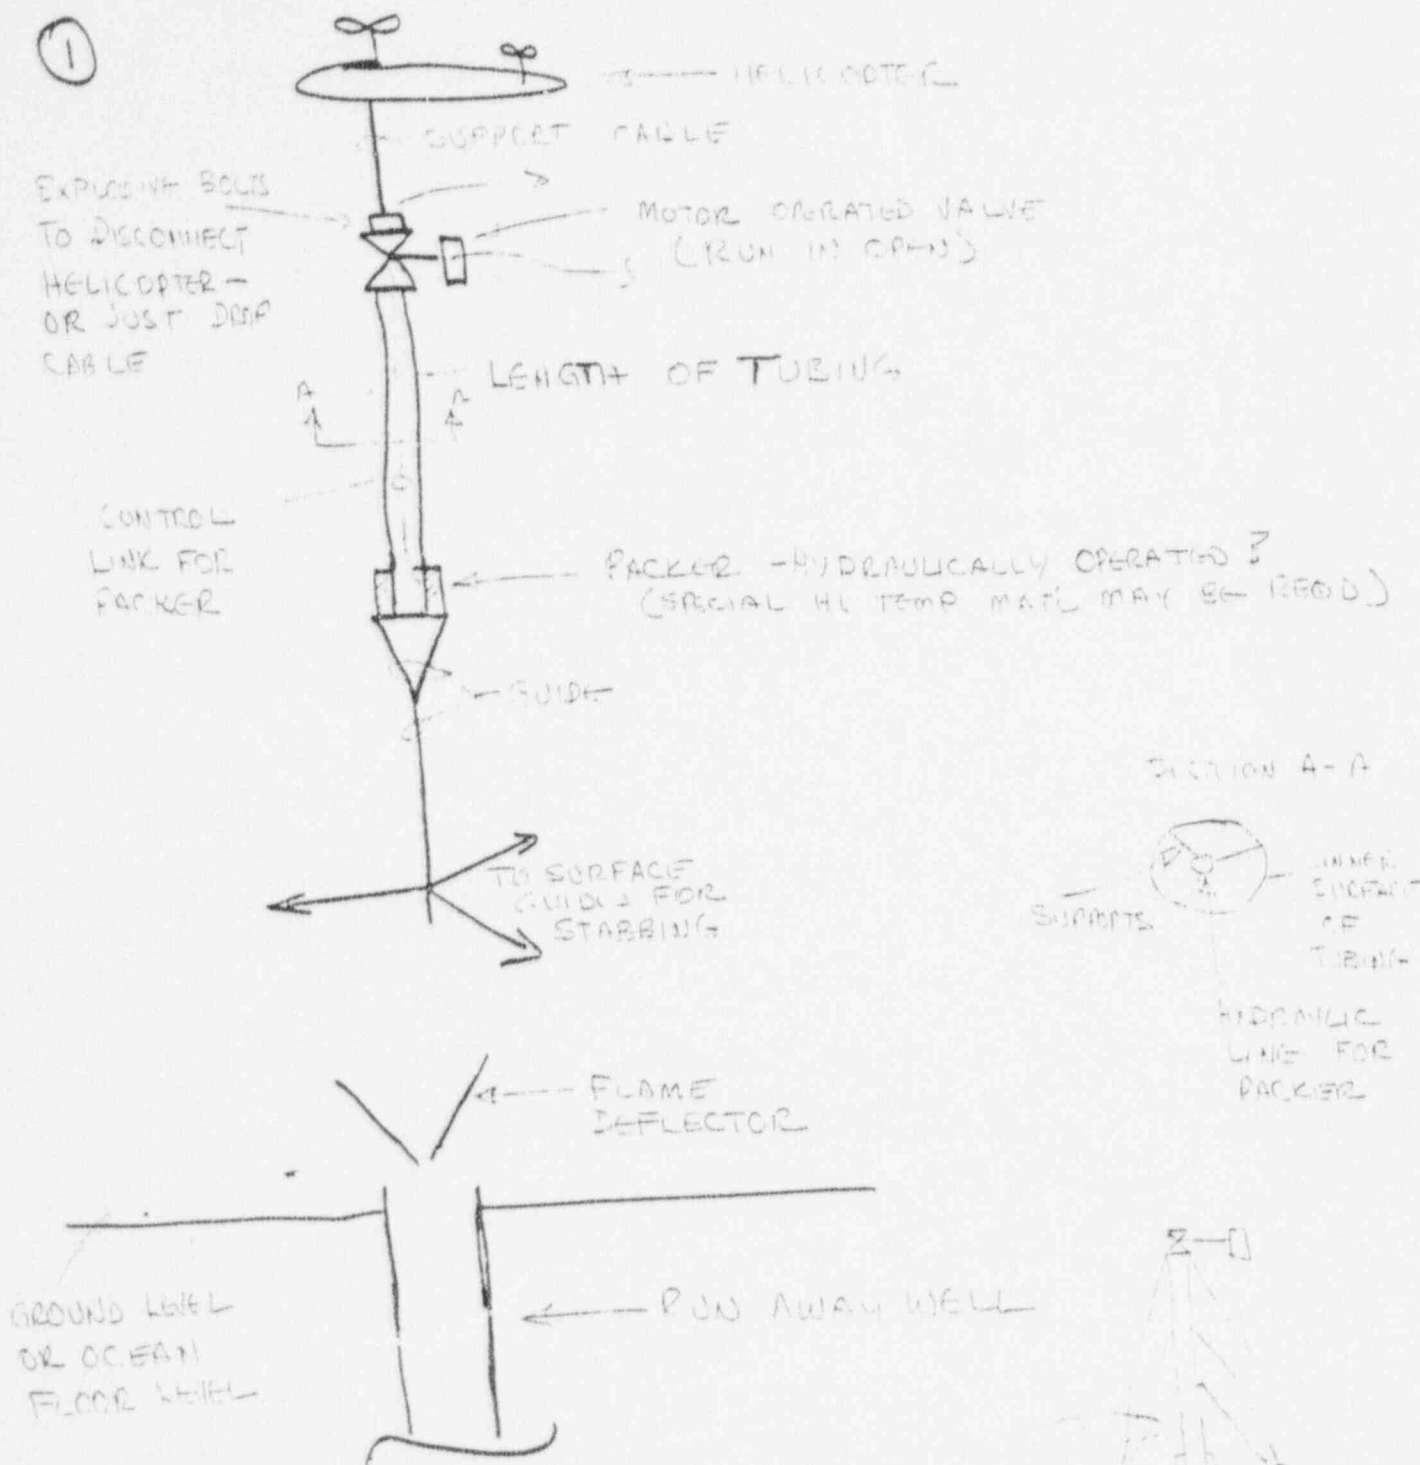 1
HELICOPTER
SUPPORT CABLE
EXPLOSIVE BOLTS
TO DISCONNECT
HELICOPTER -
OR JUST DROP
CABLE
MOTOR OPERATED VALVE
(RUN IN OPEN)
LENGTH OF TUBING
A A
CONTROL
LINK FOR
PACKER
PACKER - HYDRAULICALLY OPERATED ?
(SPECIAL HI TEMP MAT'L MAY BE REQD)
GUIDE
SECTION A-A
TO SURFACE
GUIDES FOR
STABBING
SUPPORTS
INNER
SURFACE
OF
TUBING
HYDRAULIC
LINE FOR
PACKER
FLAME
DEFLECTOR
RUN AWAY WELL
GROUND LEVEL
OR OCEAN
FLOOR LEVEL